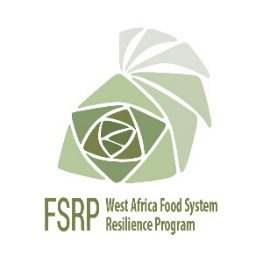 FSRP West Africa Food System
Resilience Program